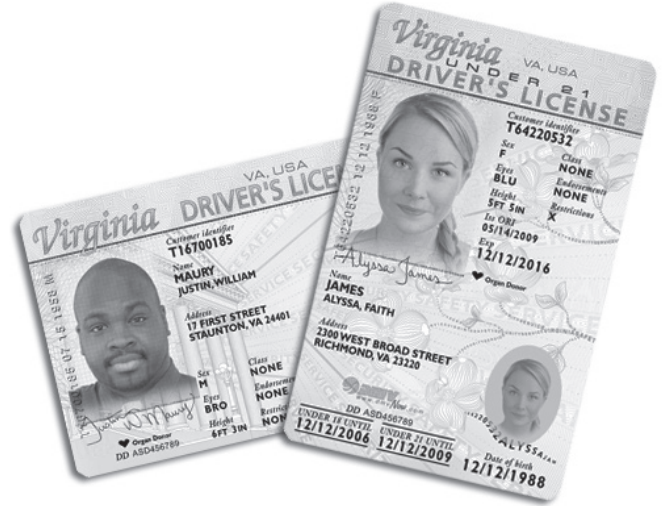 Virginia
VA, USA
DRIVER'S LICE
Customer identifier
T16700185
Name
MAURY
JUSTIN, WILLIAM
Address
17 FIRST STREET
STAUNTON, VA 24401
Sex
M
Class
NONE
Eyes
BRO
NONE
Height
6FT 3IN
NONE
Justin W Maury
Organ Donor
DD ASD456789
Virginia
VA, USA
UNDER 21
DRIVER'S LICENSE
Customer identifier
T64220532
Sex
F
Class
NONE
Eyes
BLU
Endorsements
NONE
Height
5FT 5IN
Restrictions
X
Iss ORI
05/14/2009
Exp
12/12/2016
Organ Donor
Alyssa James
Name
JAMES
ALYSSA, FAITH
Address
2300 WEST BROAD STREET
RICHMOND, VA 23220
DD ASD456789
UNDER 18 UNTIL
12/12/2006
UNDER 21 UNTIL
12/12/2009
Date of birth
12/12/1988